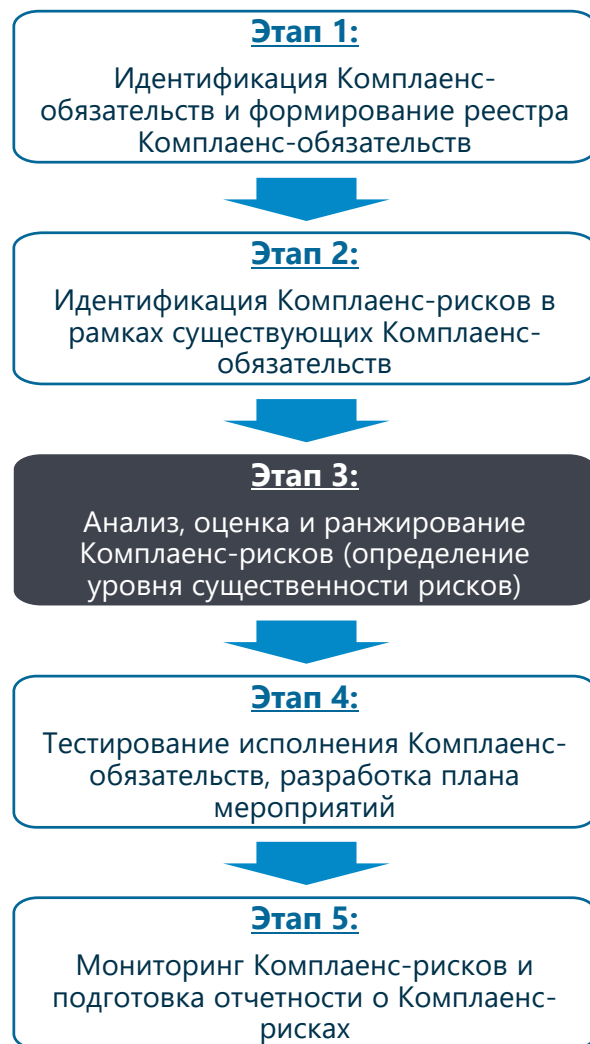 Этап 1:
Идентификация Комплаенс-
обязательств и формирование реестра
Комплаенс-обязательств
Этап 2:
Идентификация Комплаенс-рисков в
рамках существующих Комплаенс-
обязательств
Этап 3:
Анализ, оценка и ранжирование
Комплаенс-рисков (определение
уровня существенности рисков)
Этап 4:
Тестирование исполнения Комплаенс-
обязательств, разработка плана
мероприятий
Этап 5:
Мониторинг Комплаенс-рисков и
подготовка отчетности о Комплаенс-
рисках